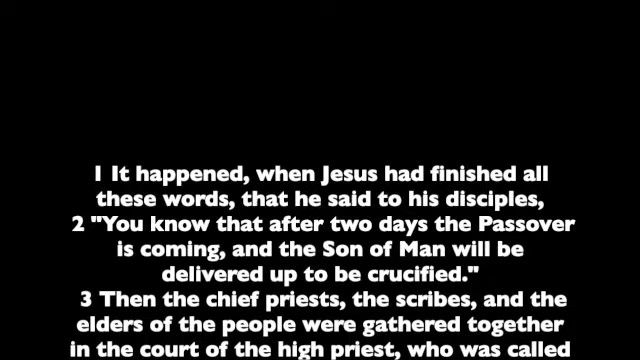 1 It happened, when Jesus had finished all
these words, that he said to his disciples,
2 "You know that after two days the Passover
is coming, and the Son of Man will be
delivered up to be crucified."
3 Then the chief priests, the scribes, and the
elders of the people were gathered together
in the court of the high priest, who was called